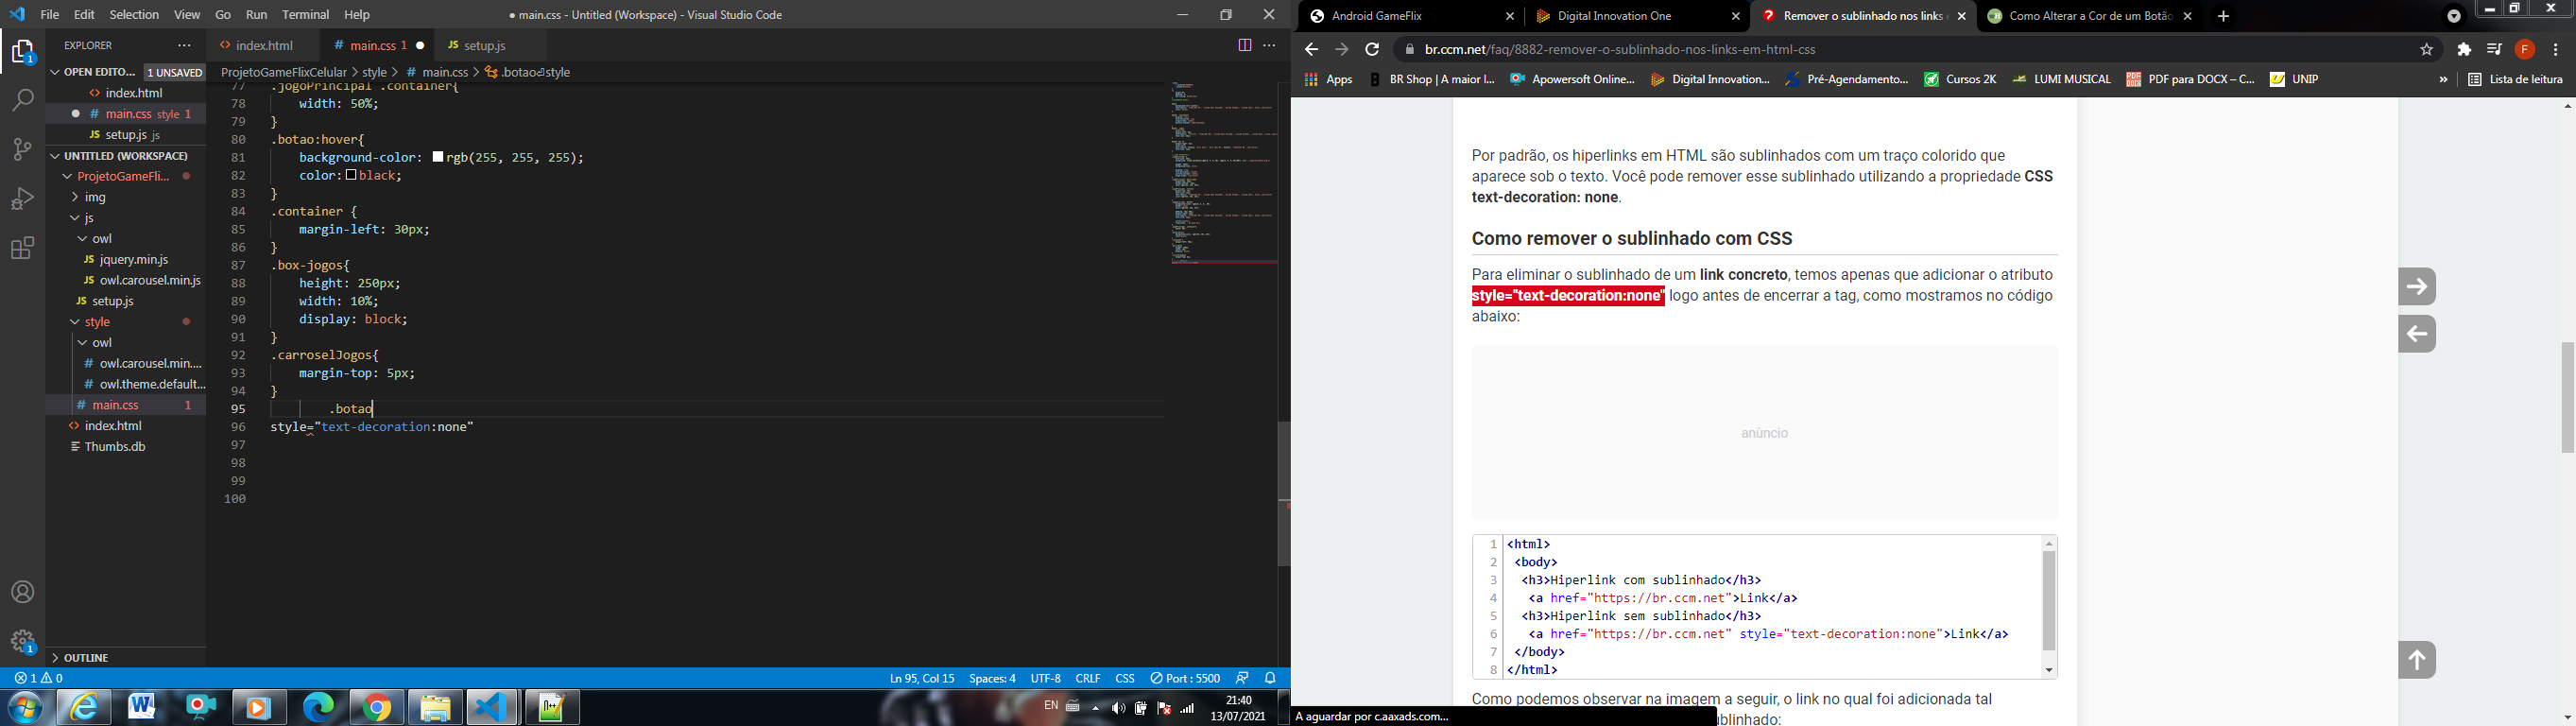 File Edit Selection View Go Run Terminal Help
● main.css - Untitled (Workspace) - Visual Studio Code
EXPLORER
OPEN EDITO... 1 UNSAVED
index.html
main.css style 1
setup.js js
UNTITLED (WORKSPACE)
ProjetoGameFli...
img
js
owl
jquery.min.js
owl.carousel.min.js
setup.js
style
owl
owl.carousel.min....
owl.theme.default...
main.css 1
index.html
Thumbs.db
OUTLINE
index.html
main.css 1
setup.js
ProjetoGameFlixCelular > style > # main.css > .botao⏎style
77 .jogoPrincipal .container{
78 width: 50%;
79 }
80 .botao:hover{
81 background-color: rgb(255, 255, 255);
82 color: black;
83 }
84 .container {
85 margin-left: 30px;
86 }
87 .box-jogos{
88 height: 250px;
89 width: 10%;
90 display: block;
91 }
92 .carroselJogos{
93 margin-top: 5px;
94 }
95 .botao
96 style="text-decoration:none"
97
98
99
100
1 0
Ln 95, Col 15 Spaces: 4 UTF-8 CRLF CSS Port : 5500
EN
21:40
13/07/2021
Android GameFlix
Digital Innovation One
Remover o sublinhado nos links e
Como Alterar a Cor de um Botão
br.ccm.net/faq/8882-remover-o-sublinhado-nos-links-em-html-css
F
Apps
BR Shop | A maior l...
Apowersoft Online...
Digital Innovation...
Pré-Agendamento...
Cursos 2K
LUMI MUSICAL
PDF para DOCX – C...
UNIP
»
Lista de leitura
Por padrão, os hiperlinks em HTML são sublinhados com um traço colorido que
aparece sob o texto. Você pode remover esse sublinhado utilizando a propriedade CSS
text-decoration: none.
Como remover o sublinhado com CSS
Para eliminar o sublinhado de um link concreto, temos apenas que adicionar o atributo
style="text-decoration:none" logo antes de encerrar a tag, como mostramos no código
abaixo:
anùncio
1 <html>
2 <body>
3 <h3>Hiperlink com sublinhado</h3>
4 <a href="https://br.ccm.net">Link</a>
5 <h3>Hiperlink sem sublinhado</h3>
6 <a href="https://br.ccm.net" style="text-decoration:none">Link</a>
7 </body>
8 </html>
Como podemos observar na imagem a seguir, o link no qual foi adicionada tal
ublinhado:
A aguardar por c.aaxads.com...